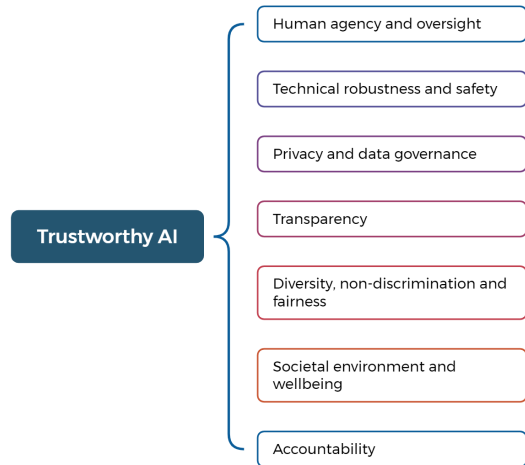 Human agency and oversight
Technical robustness and safety
Privacy and data governance
Transparency
Trustworthy AI
Diversity, non-discrimination and
fairness
Societal environment and
wellbeing
Accountability